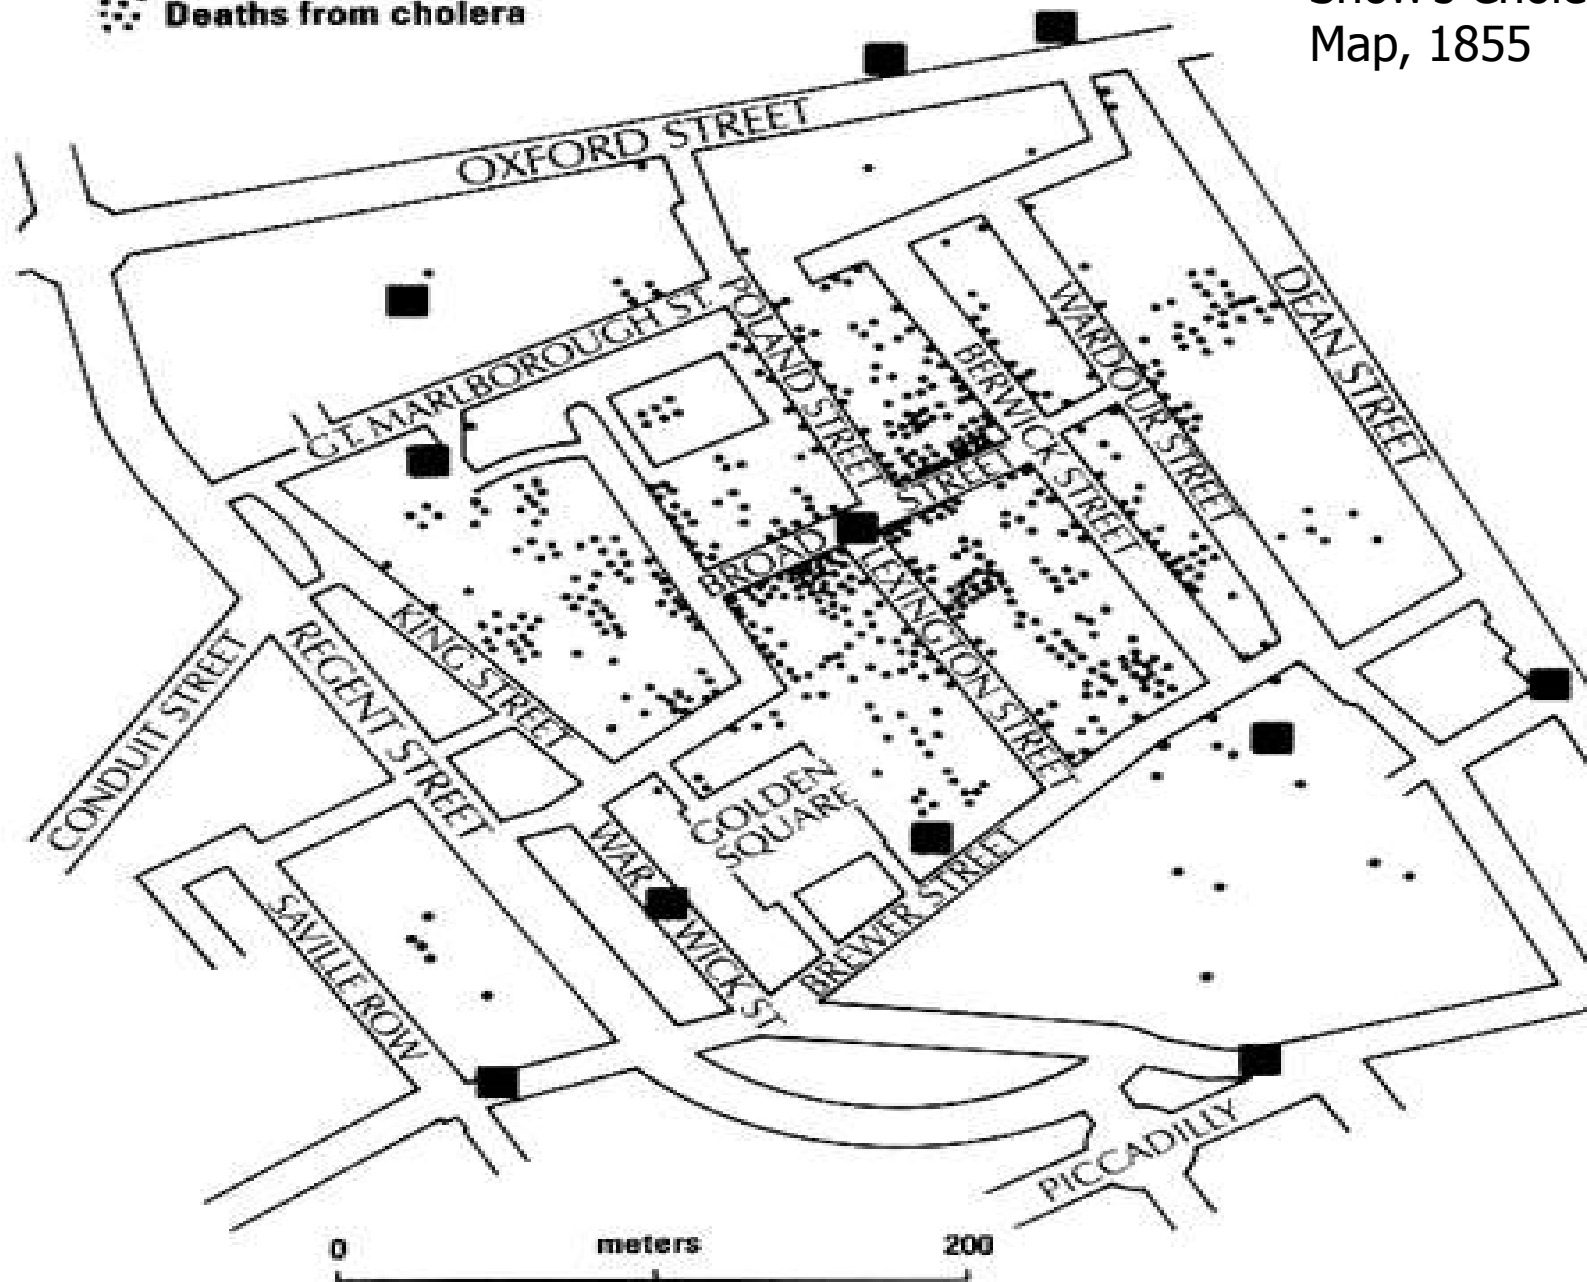 Deaths from cholera
Map, 1855
OXFORD STREET
GT. MARLBOROUGH ST.
POLAND STREET
BERWICK STREET
WARDOUR STREET
DEAN STREET
BROAD STREET
LEXINGTON STREET
KING STREET
REGENT STREET
CONDUIT STREET
GOLDEN
SQUARE
WARWICK ST
BREWER STREET
SAVILLE ROW
PICCADILLY
0 meters 200